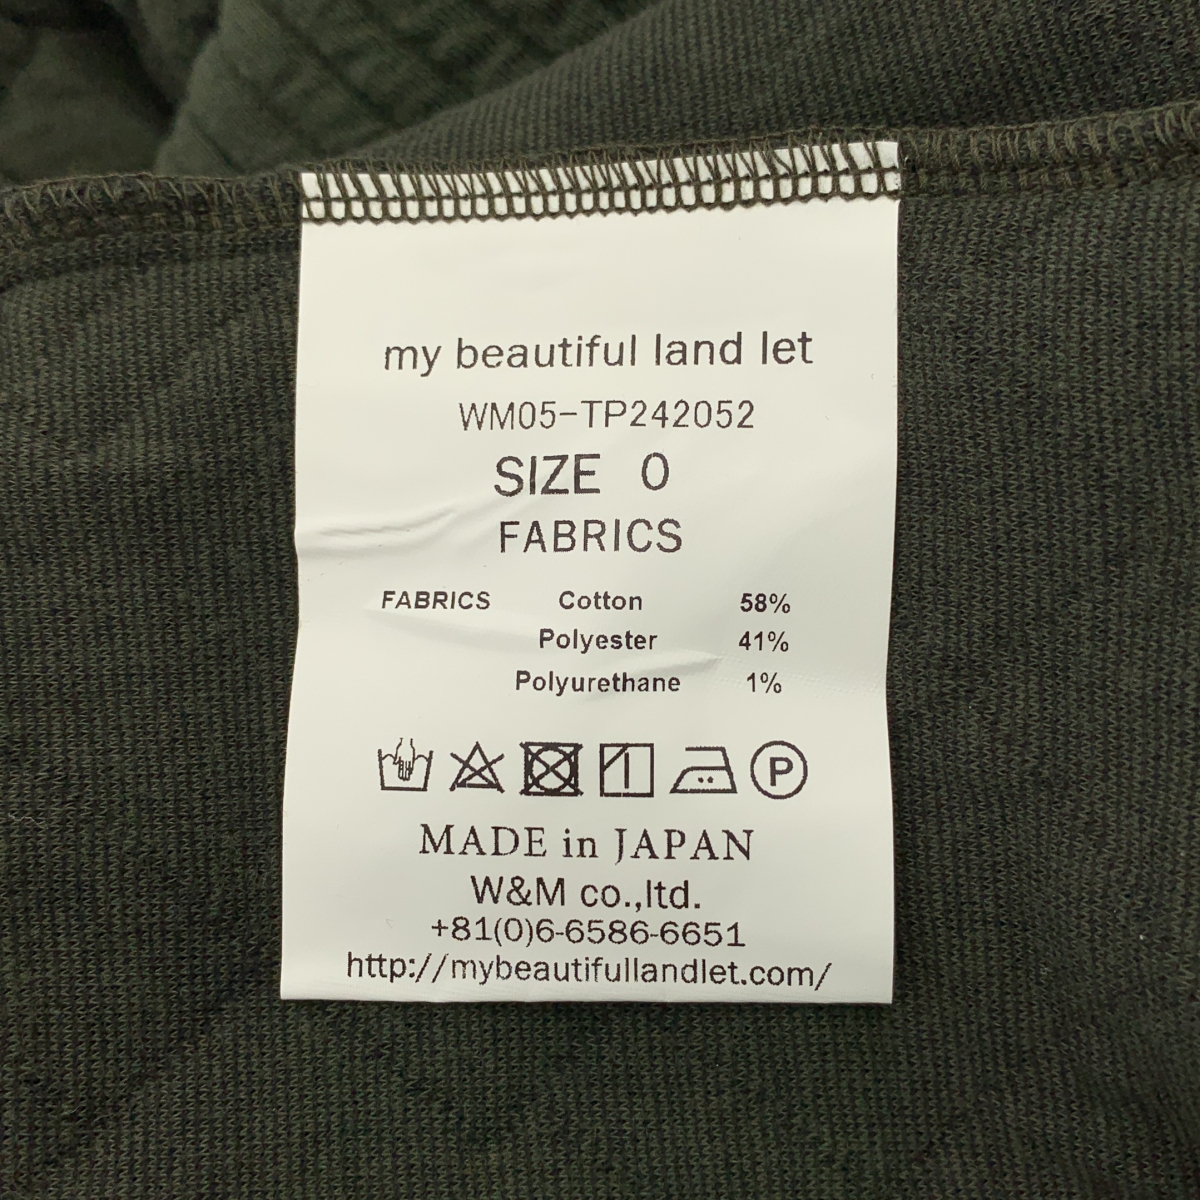 my beautiful land let
WM05-TP242052
SIZE 0
FABRICS
FABRICS Cotton 58%
Polyester 41%
Polyurethane 1%
P
MADE in JAPAN
W&M co.,ltd.
+81(0)6-6586-6651
http://mybeautifullandlet.com/